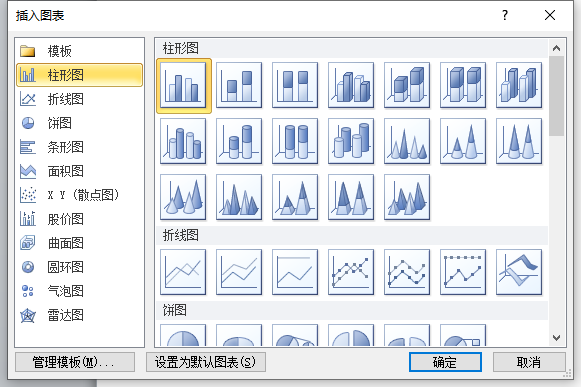 插入图表
模板
柱形图
折线图
饼图
条形图
面积图
X Y (散点图)
股价图
曲面图
圆环图
气泡图
雷达图
柱形图
折线图
饼图
管理模板(M)...
设置为默认图表(S)
确定
取消